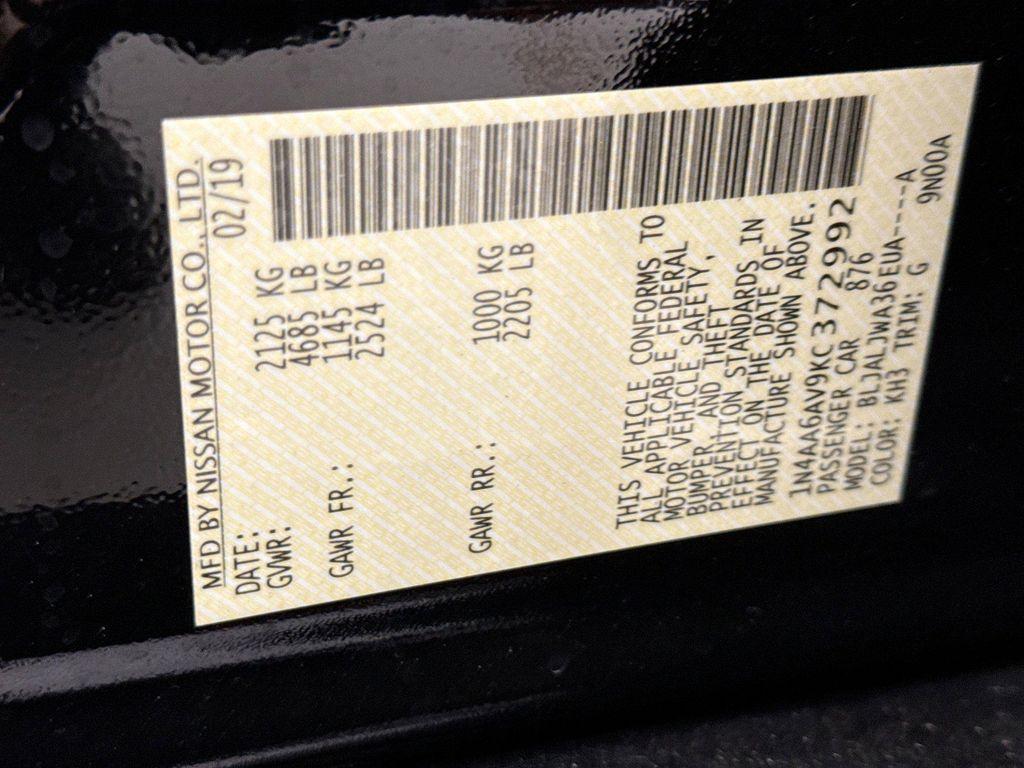 MFD BY NISSAN MOTOR CO., LTD.
DATE: 02/19
GVWR: 2125 KG
4685 LB
GAWR FR.: 1145 KG
2524 LB
GAWR RR.: 1000 KG
2205 LB
THIS VEHICLE CONFORMS TO
ALL APPLICABLE FEDERAL
MOTOR VEHICLE SAFETY,
BUMPER AND THEFT
PREVENTION STANDARDS IN
EFFECT ON THE DATE OF
MANUFACTURE SHOWN ABOVE.
1N4AA6AV9KC372992
PASSENGER CAR 876
MODEL: BLJALJWA36EUA----A
COLOR: KH3 TRIM: G 9N00A